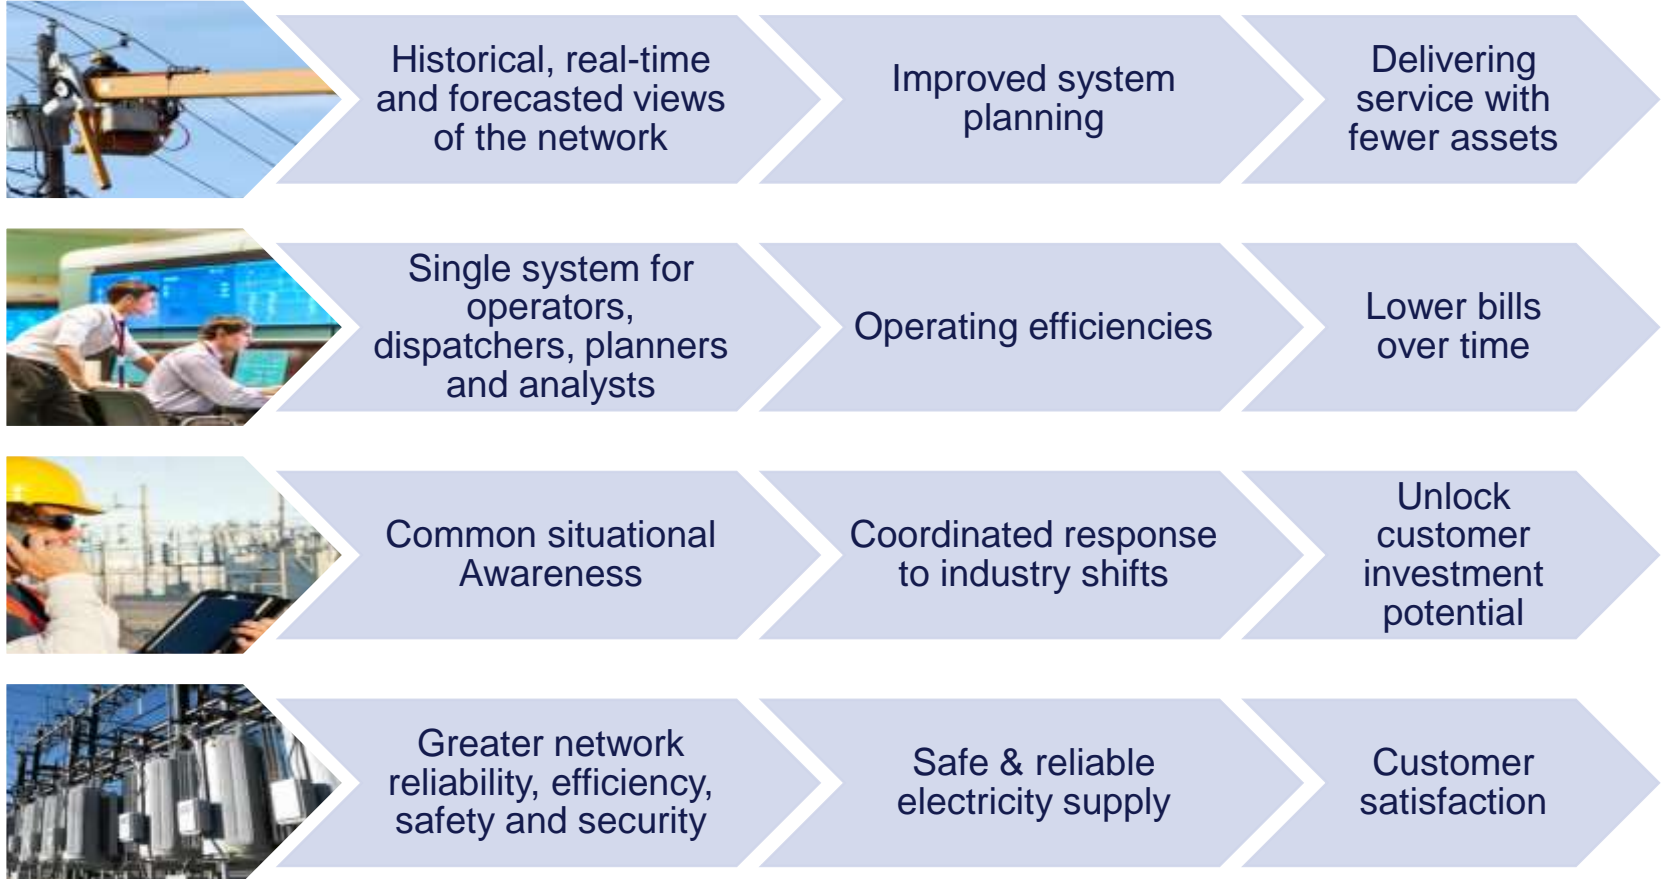 Historical, real-time
and forecasted views
of the network
Improved system
planning
Delivering
service with
fewer assets
Single system for
operators,
dispatchers, planners
and analysts
Operating efficiencies
Lower bills
over time
Common situational
Awareness
Coordinated response
to industry shifts
Unlock
customer
investment
potential
Greater network
reliability, efficiency,
safety and security
Safe & reliable
electricity supply
Customer
satisfaction